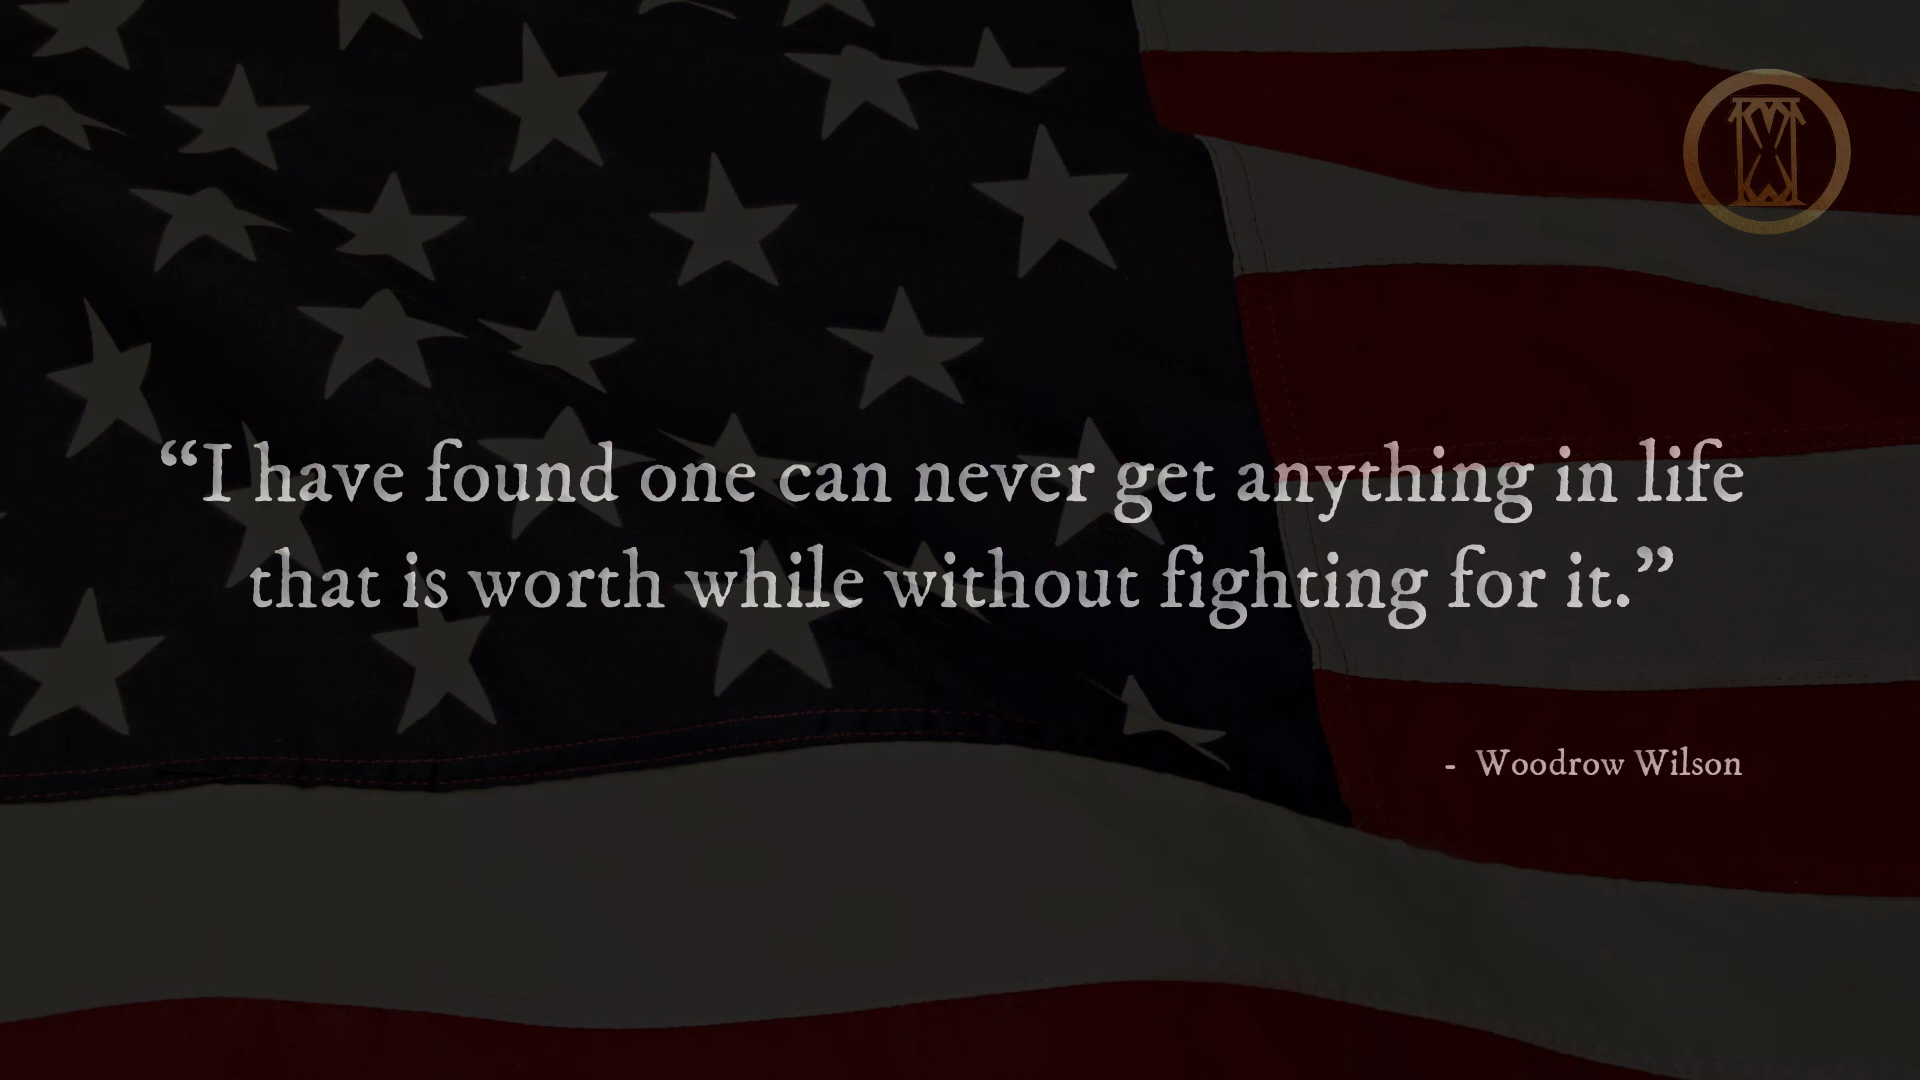 “I have found one can never get anything in life
that is worth while without fighting for it.”
- Woodrow Wilson